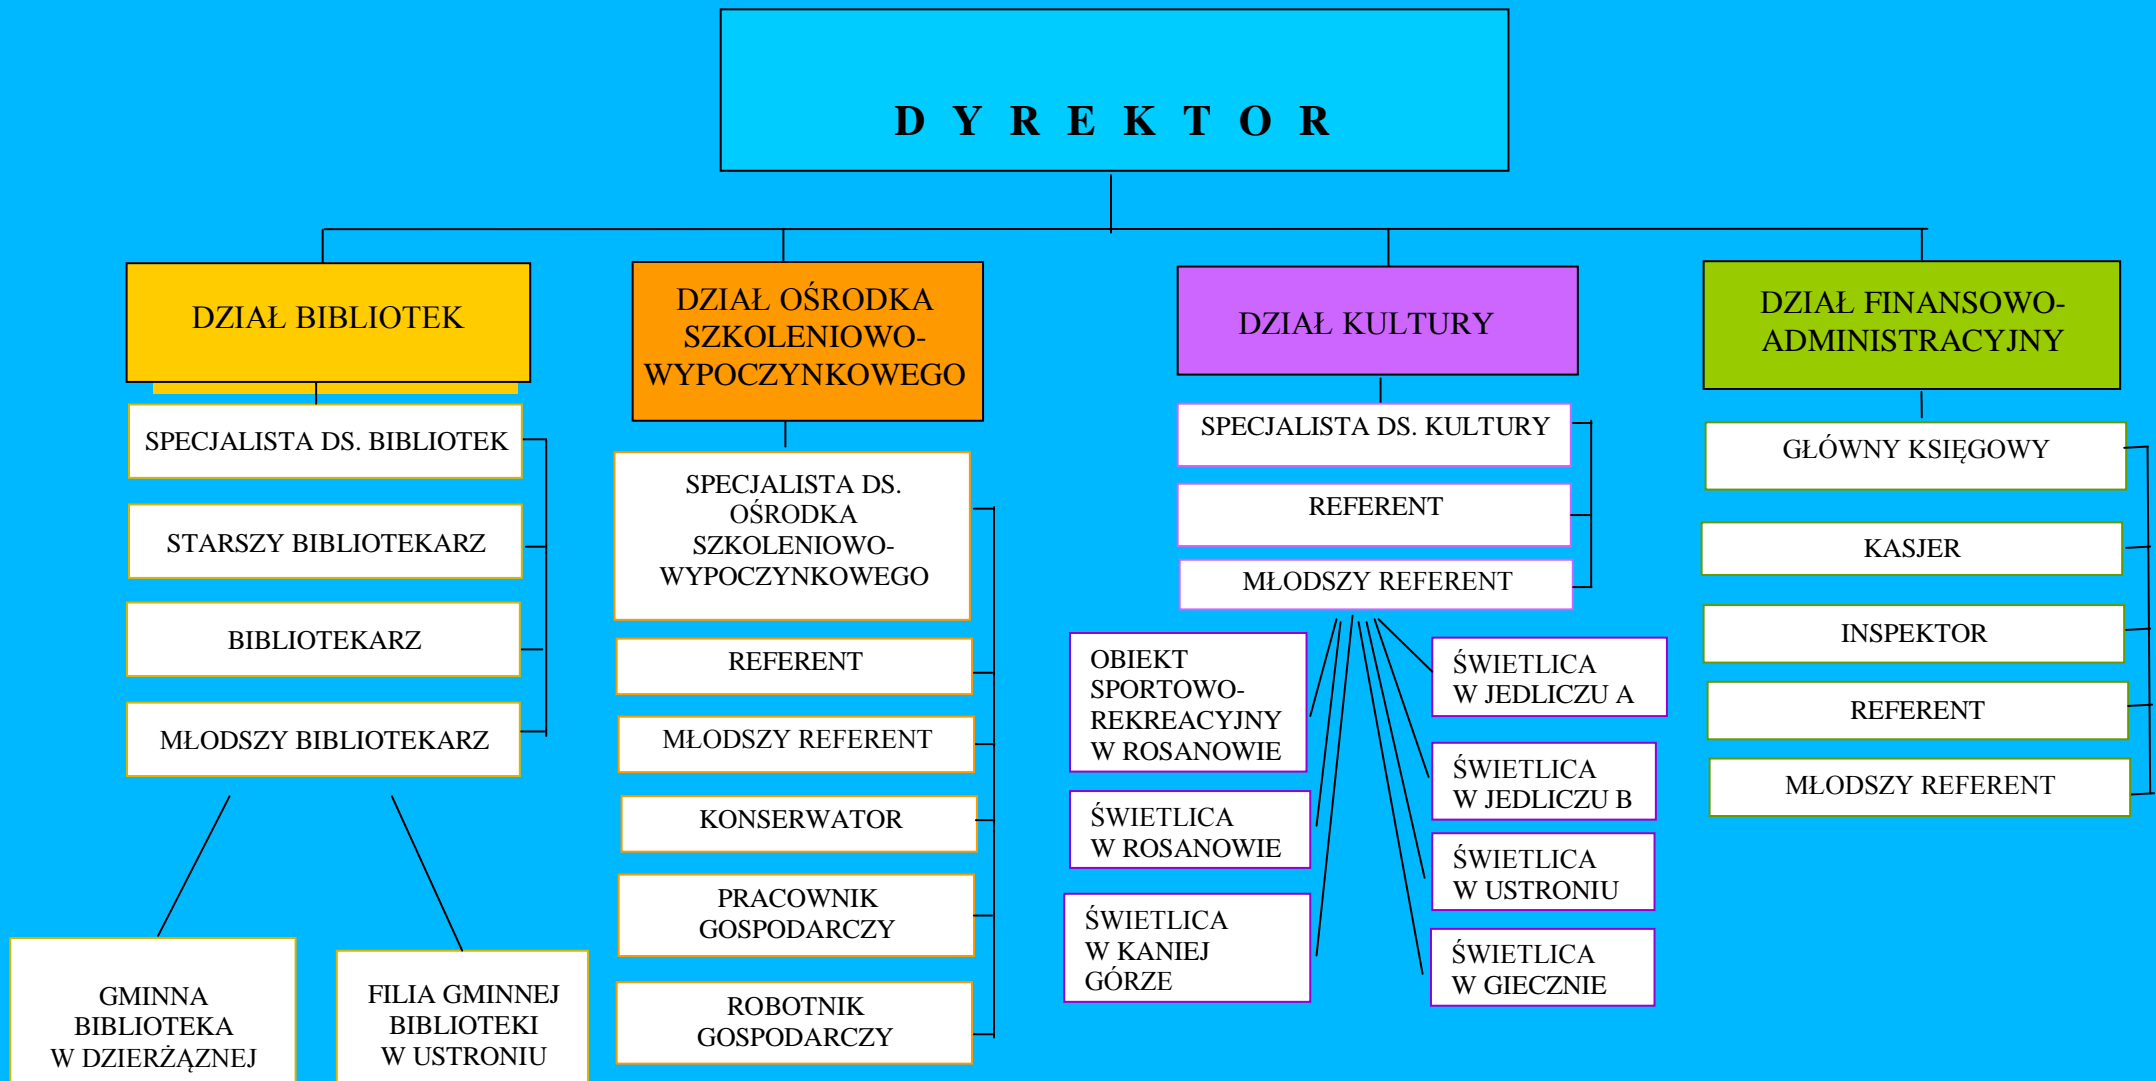 D Y R E K T O R
DZIAŁ BIBLIOTEK
SPECJALISTA DS. BIBLIOTEK
STARSZY BIBLIOTEKARZ
BIBLIOTEKARZ
MŁODSZY BIBLIOTEKARZ
GMINNA
BIBLIOTEKA
W DZIERŻĄZNEJ
FILIA GMINNEJ
BIBLIOTEKI
W USTRONIU
DZIAŁ OŚRODKA
SZKOLENIOWO-
WYPOCZYNKOWEGO
SPECJALISTA DS.
OŚRODKA
SZKOLENIOWO-
WYPOCZYNKOWEGO
REFERENT
MŁODSZY REFERENT
KONSERWATOR
PRACOWNIK
GOSPODARCZY
ROBOTNIK
GOSPODARCZY
DZIAŁ KULTURY
SPECJALISTA DS. KULTURY
REFERENT
MŁODSZY REFERENT
OBIEKT
SPORTOWO-
REKREACYJNY
W ROSANOWIE
ŚWIETLICA
W ROSANOWIE
ŚWIETLICA
W KANIEJ
GÓRZE
ŚWIETLICA
W JEDLICZU A
ŚWIETLICA
W JEDLICZU B
ŚWIETLICA
W USTRONIU
ŚWIETLICA
W GIECZNIE
DZIAŁ FINANSOWO-
ADMINISTRACYJNY
GŁÓWNY KSIĘGOWY
KASJER
INSPEKTOR
REFERENT
MŁODSZY REFERENT